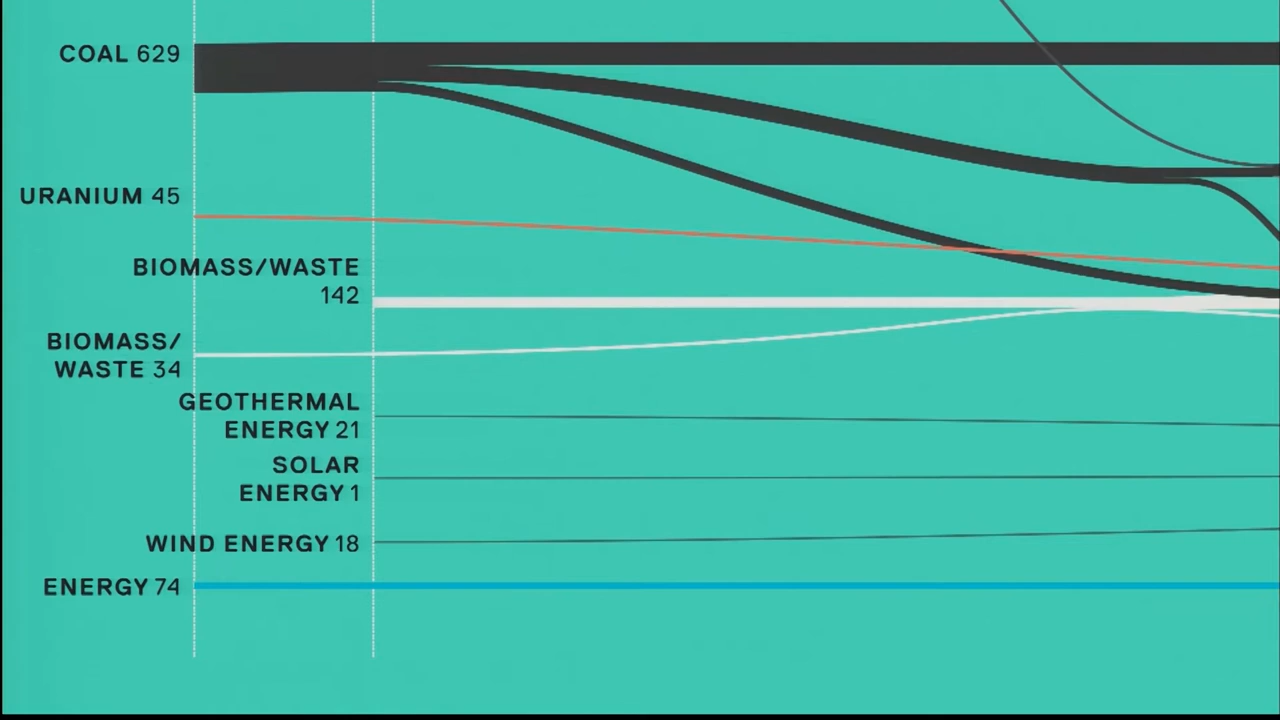 COAL 629
URANIUM 45
BIOMASS/WASTE
142
BIOMASS/
WASTE 34
GEOTHERMAL
ENERGY 21
SOLAR
ENERGY 1
WIND ENERGY 18
ENERGY 74